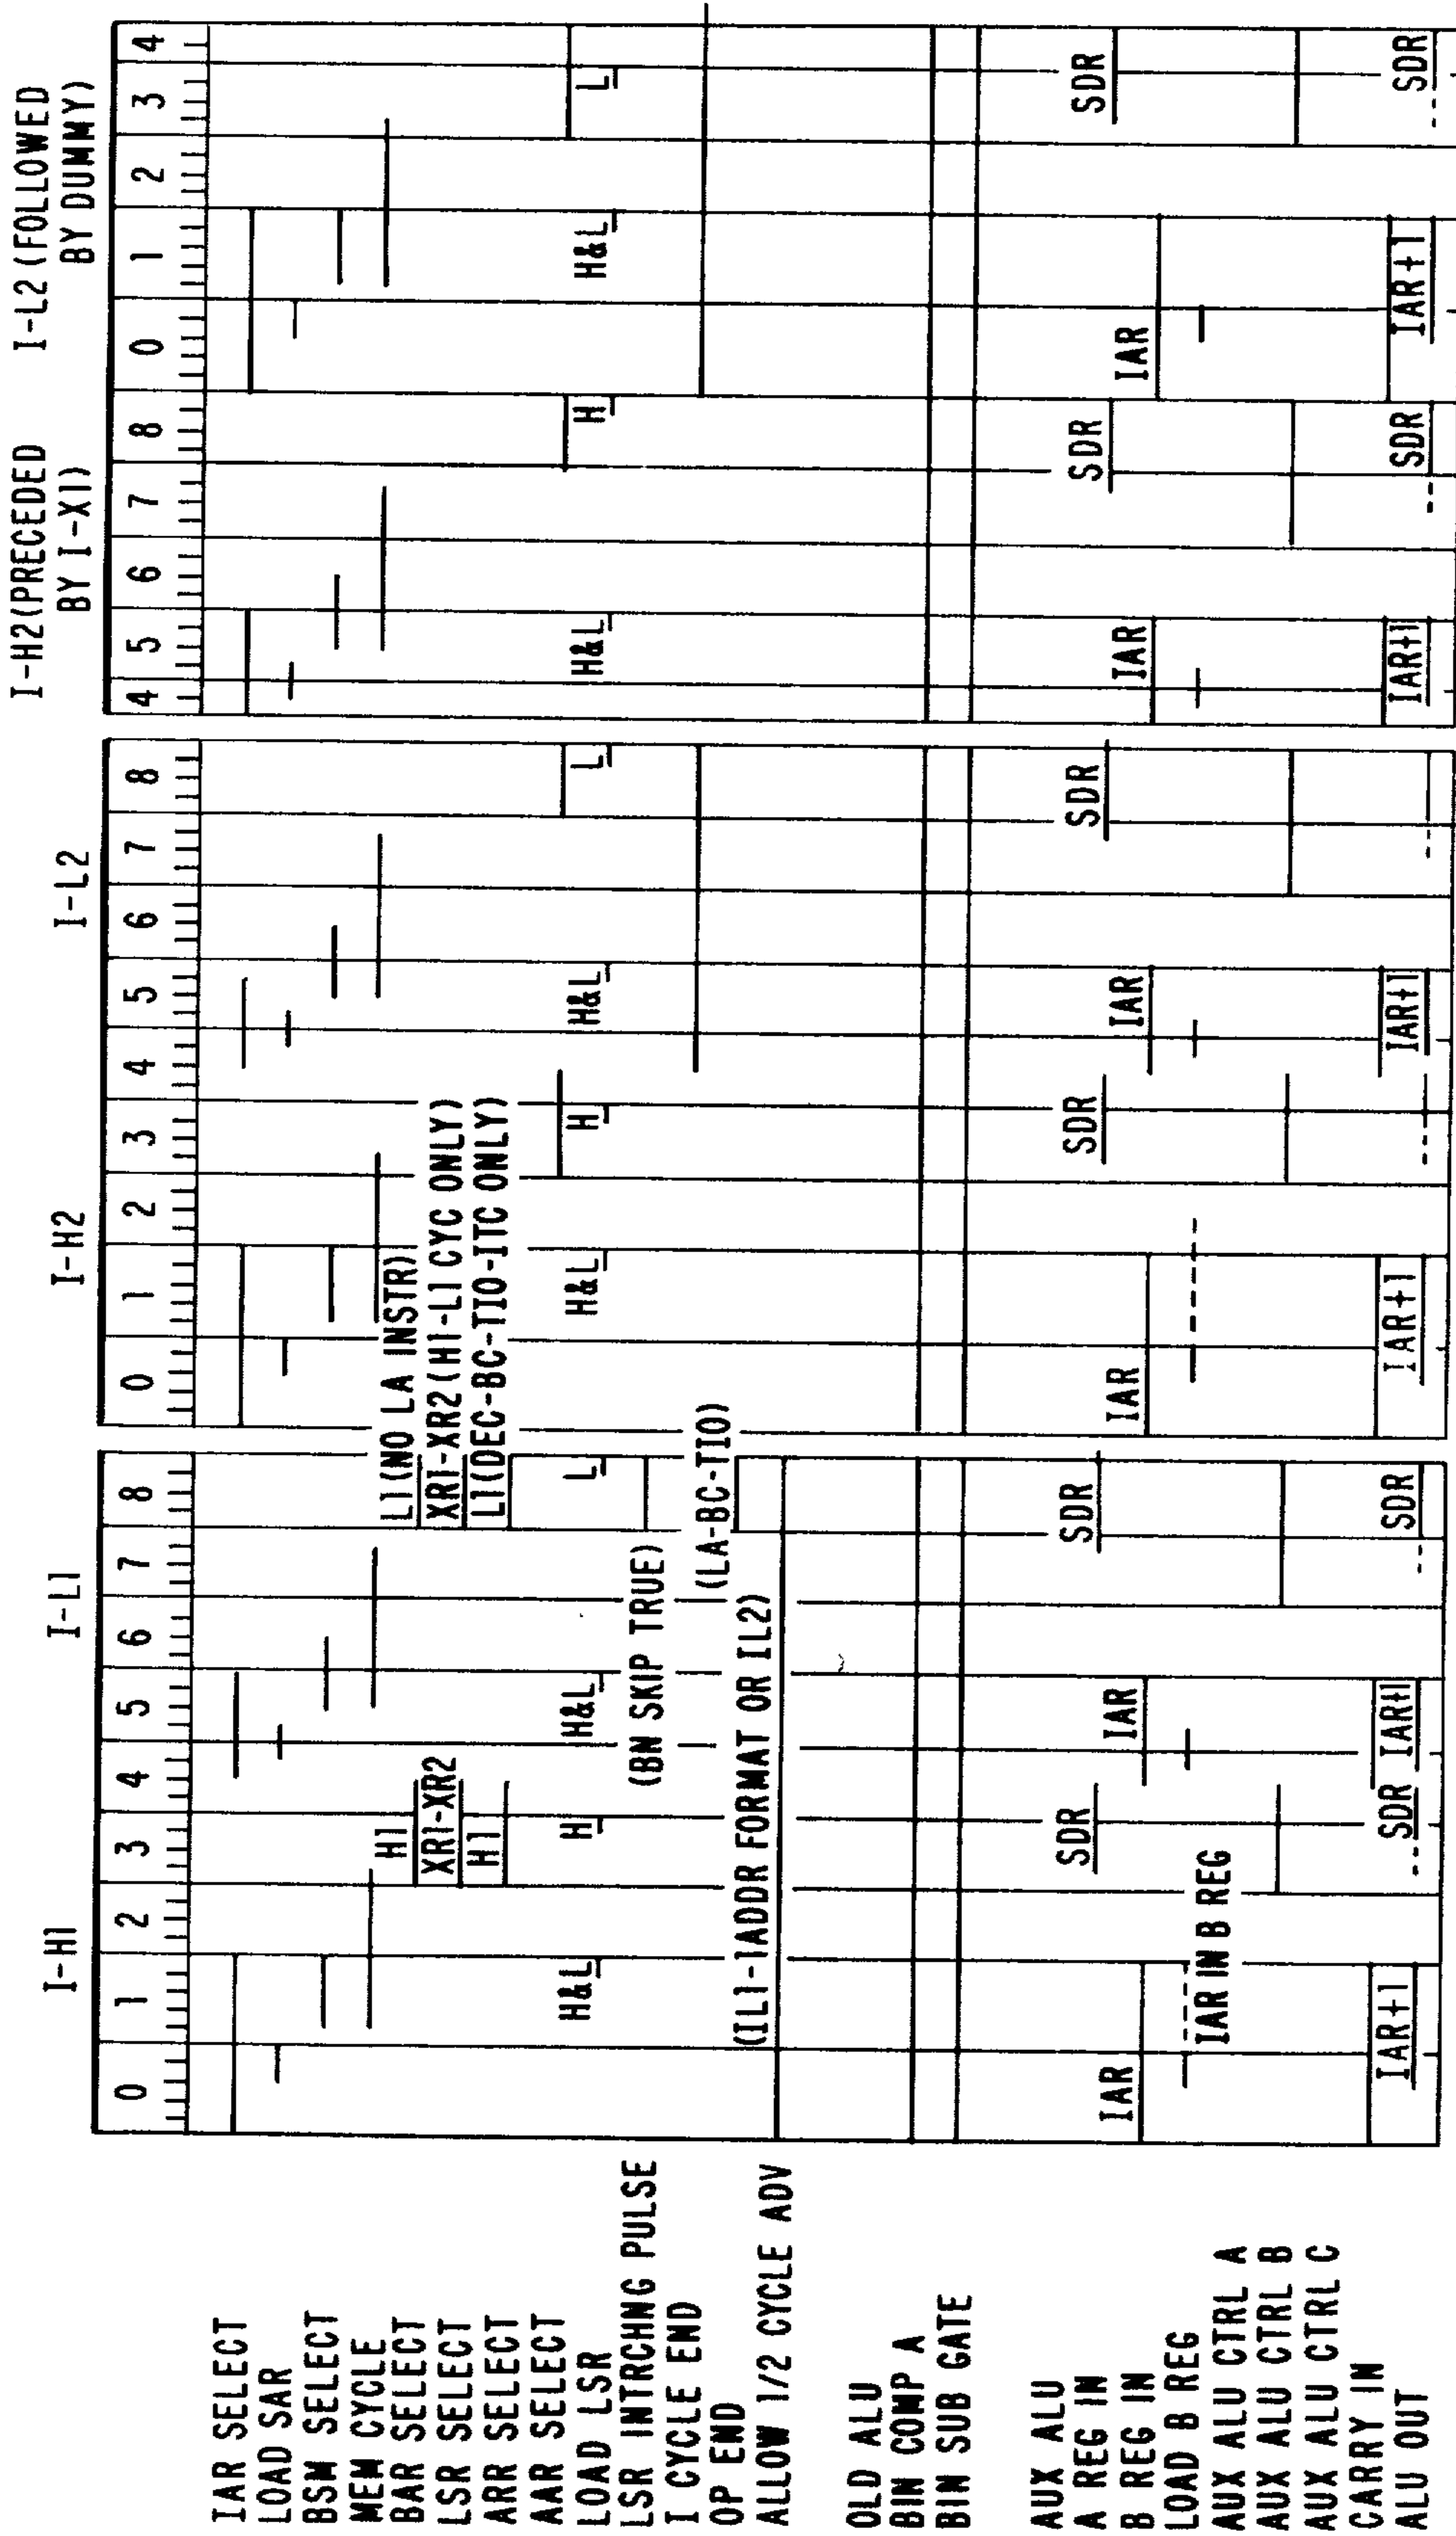 I-H1
I-L1
I-H2
I-L2
I-H2(PRECEDED BY I-X1)
I-L2 (FOLLOWED BY DUMMY)
0 1 2 3 4 5 6 7 8
0 1 2 3 4 5 6 7 8
4 5 6 7 8 0 1 2 3 4
IAR SELECT
LOAD SAR
BSM SELECT
MEM CYCLE
BAR SELECT
H1
L1(NO LA INSTR)
LSR SELECT
XR1-XR2
XR1-XR2(H1-L1 CYC ONLY)
ARR SELECT
H1
L1(DEC-BC-TIO-ITC ONLY)
AAR SELECT
LOAD LSR
H&L H H&L L
H&L H H&L L
H&L H H&L L
LSR INTRCHNG PULSE
(BN SKIP TRUE)
I CYCLE END
OP END
(LA-BC-TIO)
ALLOW 1/2 CYCLE ADV
(IL1-1ADDR FORMAT OR IL2)
OLD ALU
BIN COMP A
BIN SUB GATE
AUX ALU
A REG IN
SDR SDR
SDR SDR
SDR SDR
B REG IN
IAR IAR
IAR IAR
IAR IAR
LOAD B REG
IAR IN B REG
AUX ALU CTRL A
AUX ALU CTRL B
AUX ALU CTRL C
CARRY IN
ALU OUT
IAR+1 SDR IAR+1 SDR
IAR+1 IAR+1
IAR+1 SDR IAR+1 SDR